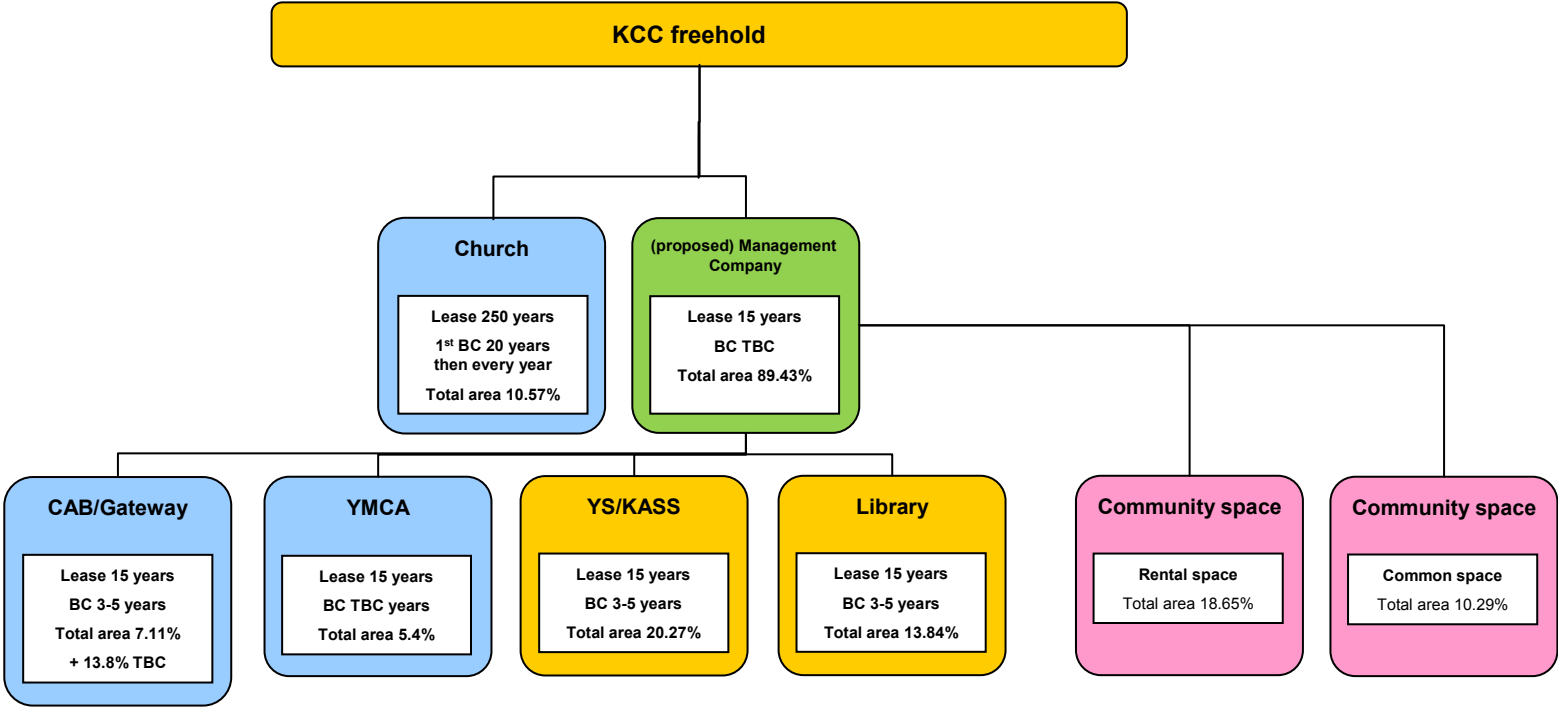 KCC freehold
Church
Lease 250 years
1st BC 20 years
then every year
Total area 10.57%
(proposed) Management
Company
Lease 15 years
BC TBC
Total area 89.43%
CAB/Gateway
Lease 15 years
BC 3-5 years
Total area 7.11%
+ 13.8% TBC
YMCA
Lease 15 years
BC TBC years
Total area 5.4%
YS/KASS
Lease 15 years
BC 3-5 years
Total area 20.27%
Library
Lease 15 years
BC 3-5 years
Total area 13.84%
Community space
Rental space
Total area 18.65%
Community space
Common space
Total area 10.29%